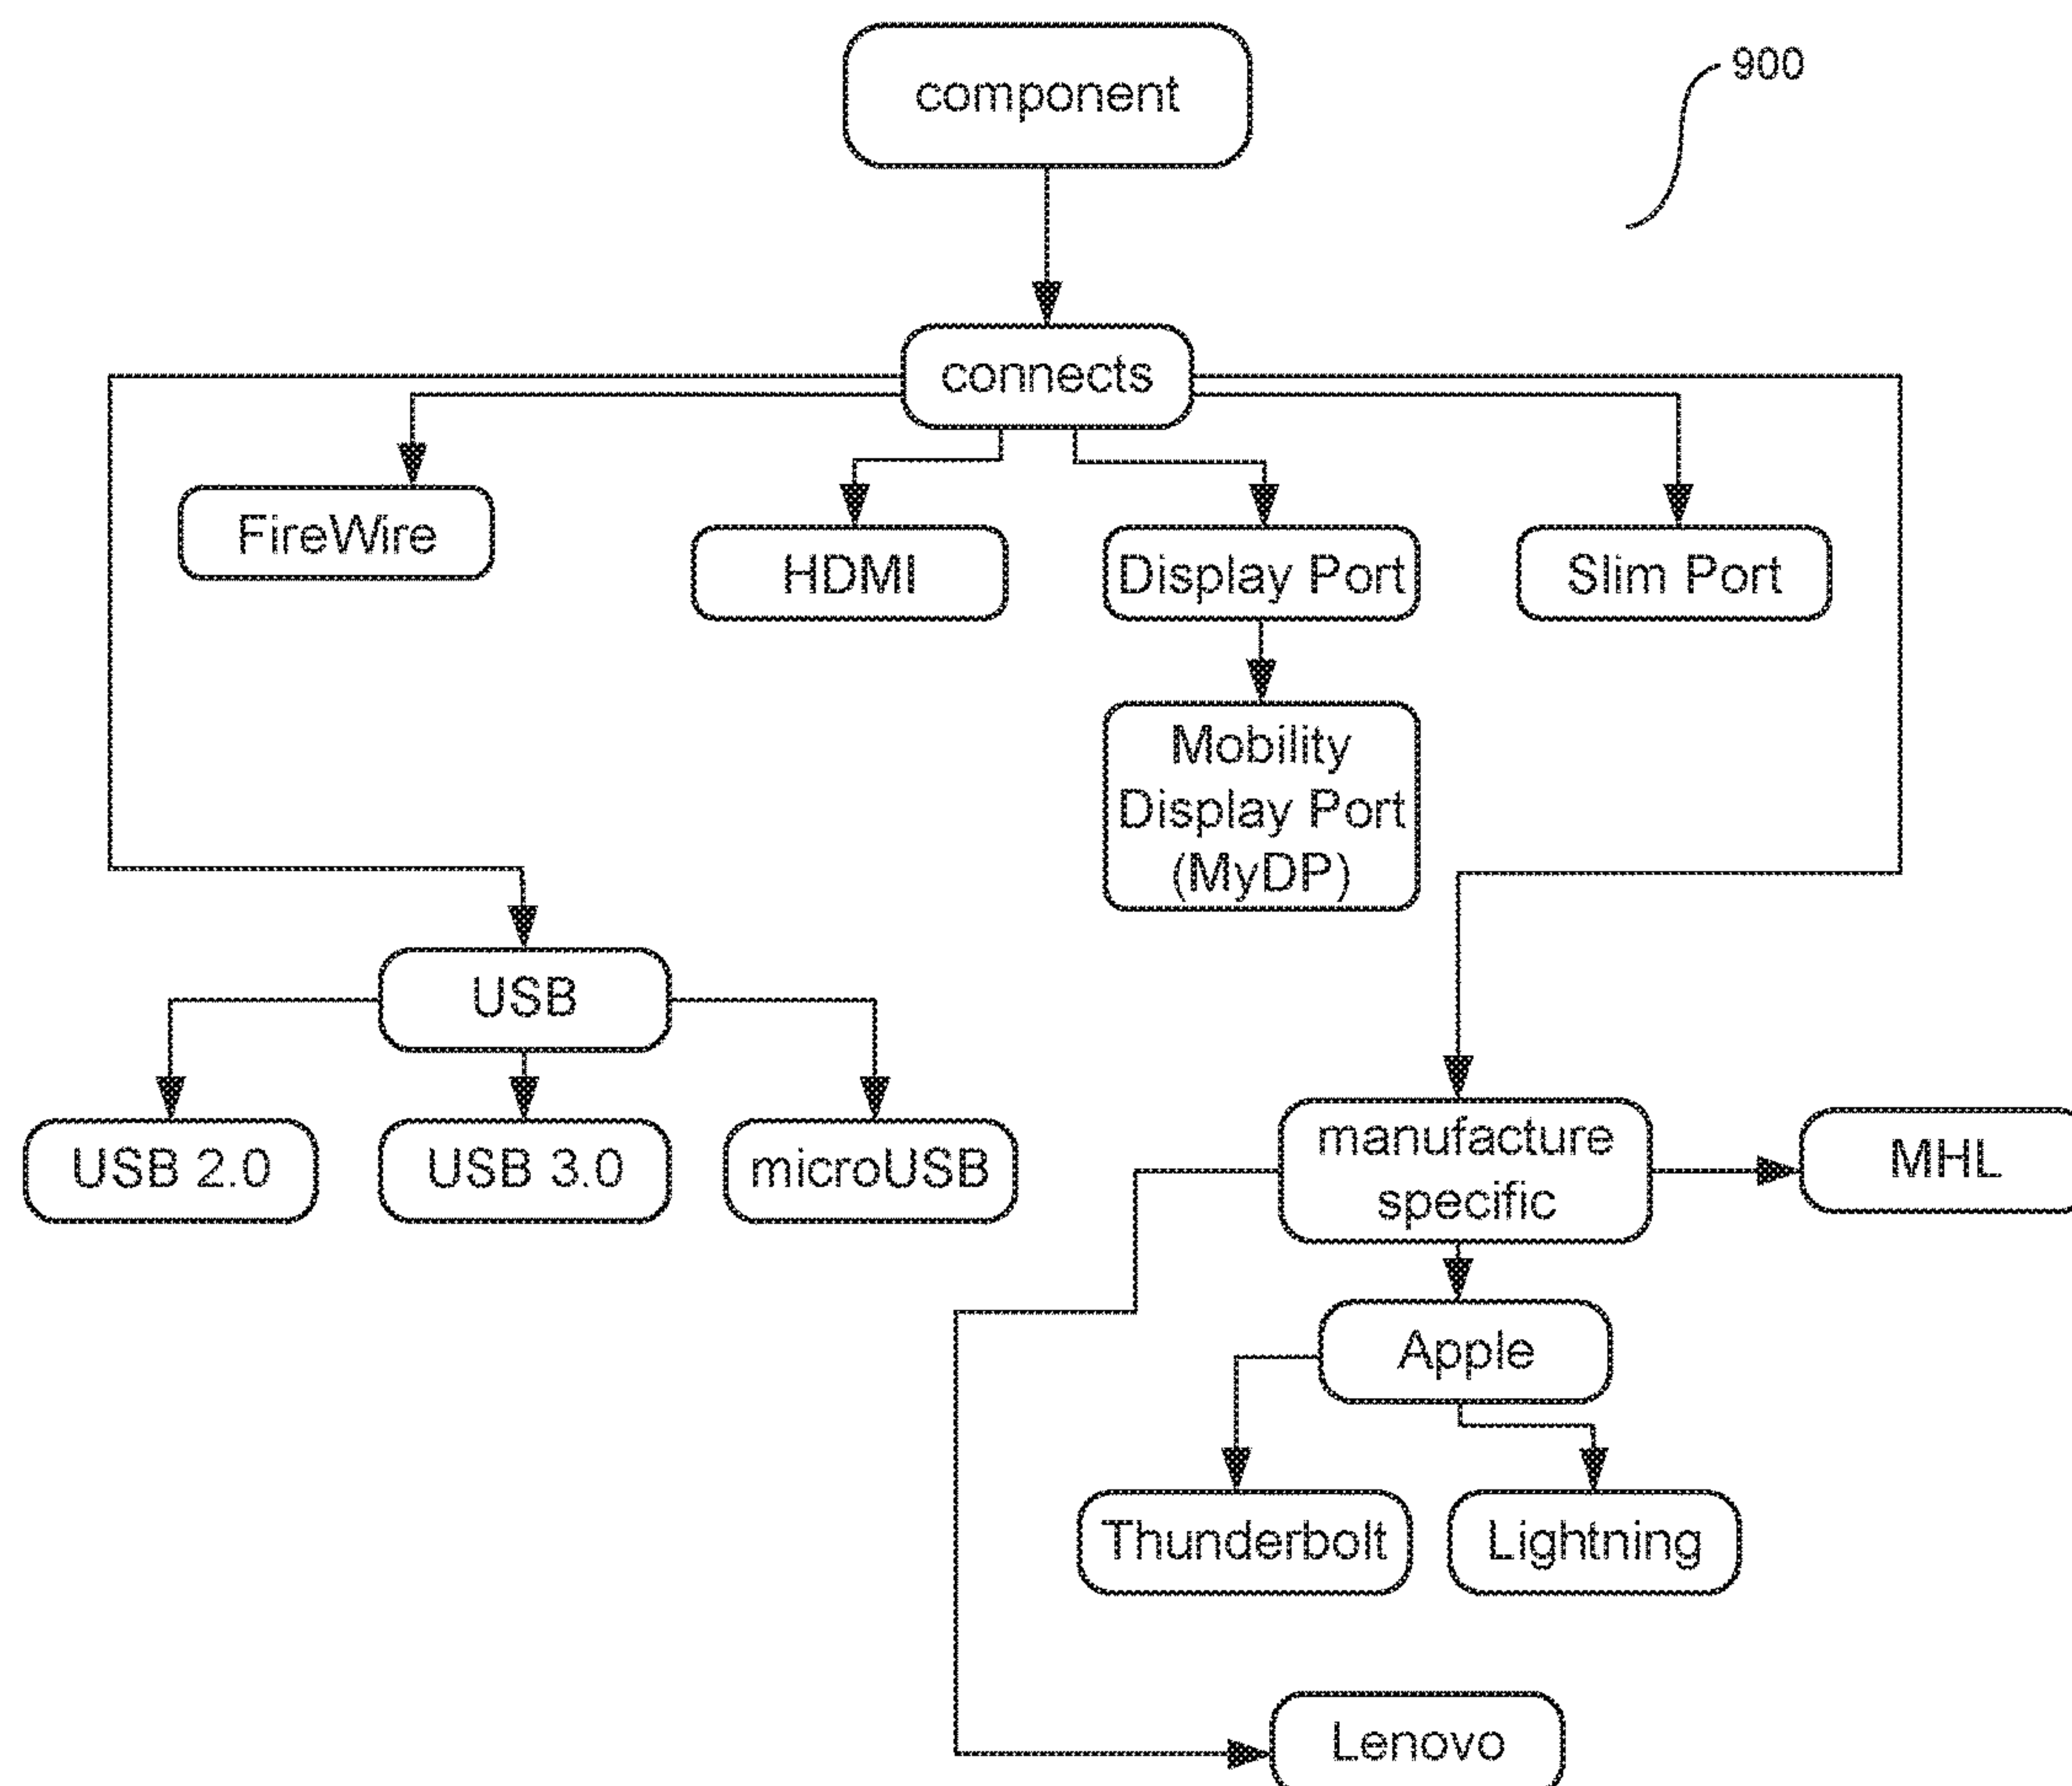 component
900
connects
FireWire
HDMI
Display Port
Slim Port
Mobility
Display Port
(MyDP)
USB
USB 2.0
USB 3.0
microUSB
manufacture
specific
MHL
Apple
Thunderbolt
Lightning
Lenovo